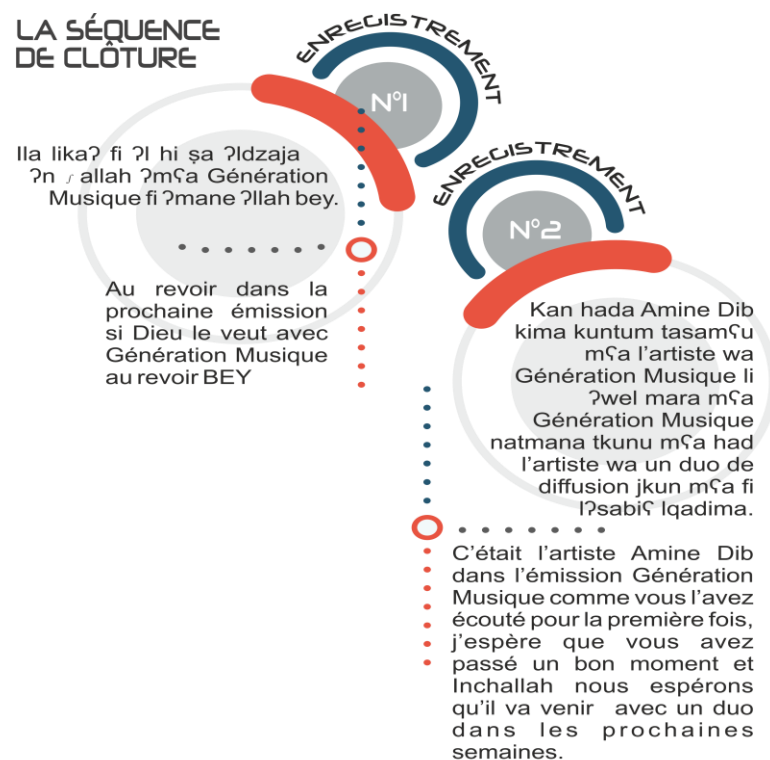 LA SÉQUENCE
DE CLÔTURE
ENREGISTREMENT
N°1
Ila likaʔ fi ʔl hi ṣa ʔldzaja
ʔn ʃ allah ʔmʕa Génération
Musique fi ʔmane ʔllah bey.
Au revoir dans la
prochaine émission
si Dieu le veut avec
Génération Musique
au revoir BEY
ENREGISTREMENT
N°2
Kan hada Amine Dib
kima kuntum tasamʕu
mʕa l’artiste wa
Génération Musique li
ʔwel mara mʕa
Génération Musique
natmana tkunu mʕa had
l’artiste wa un duo de
diffusion jkun mʕa fi
lʔsabiʕ lqadima.
C’était l’artiste Amine Dib
dans l’émission Génération
Musique comme vous l’avez
écouté pour la première fois,
j’espère que vous avez
passé un bon moment et
Inchallah nous espérons
qu’il va venir avec un duo
dans les prochaines
semaines.